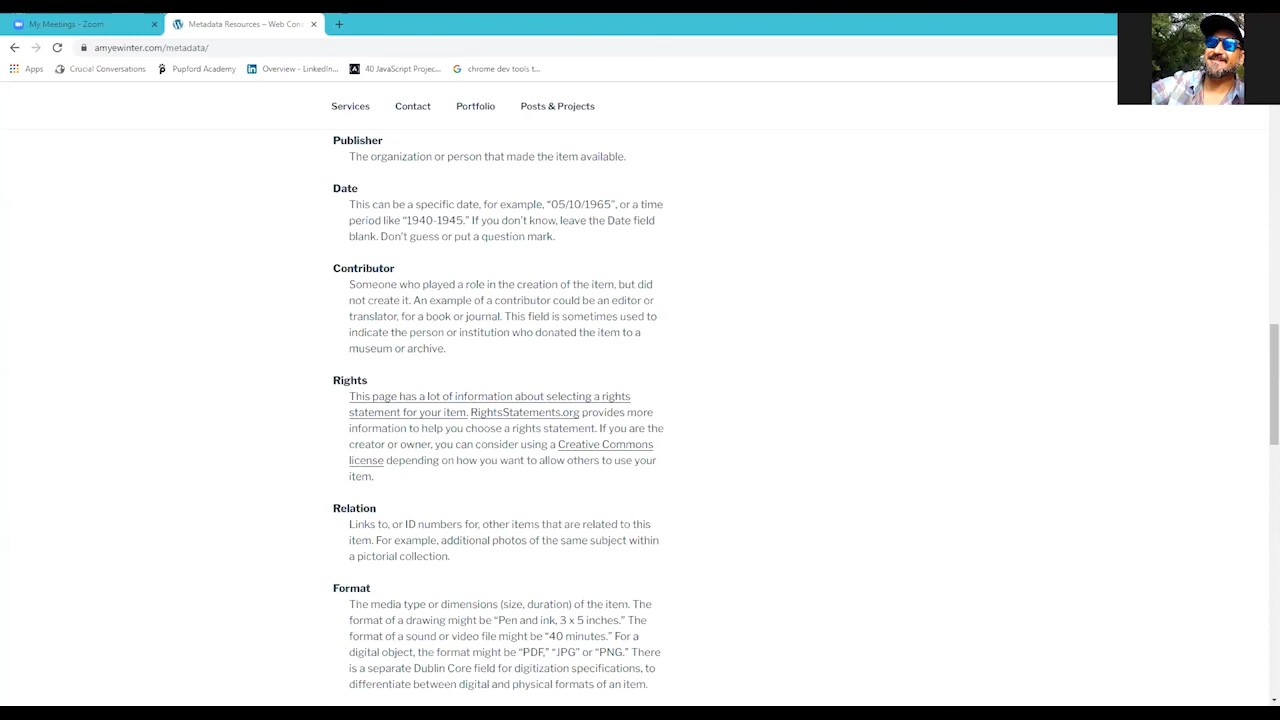 My Meetings - Zoom
Metadata Resources – Web Con
amyewinter.com/metadata/
Apps
Crucial Conversations
Pupford Academy
Overview - LinkedIn...
40 JavaScript Projec...
chrome dev tools t...
Services
Contact
Portfolio
Posts & Projects
Publisher
The organization or person that made the item available.
Date
This can be a specific date, for example, “05/10/1965”, or a time
period like “1940-1945.” If you don’t know, leave the Date field
blank. Don’t guess or put a question mark.
Contributor
Someone who played a role in the creation of the item, but did
not create it. An example of a contributor could be an editor or
translator, for a book or journal. This field is sometimes used to
indicate the person or institution who donated the item to a
museum or archive.
Rights
This page has a lot of information about selecting a rights
statement for your item. RightsStatements.org provides more
information to help you choose a rights statement. If you are the
creator or owner, you can consider using a Creative Commons
license depending on how you want to allow others to use your
item.
Relation
Links to, or ID numbers for, other items that are related to this
item. For example, additional photos of the same subject within
a pictorial collection.
Format
The media type or dimensions (size, duration) of the item. The
format of a drawing might be “Pen and ink, 3 x 5 inches.” The
format of a sound or video file might be “40 minutes.” For a
digital object, the format might be “PDF,” “JPG” or “PNG.” There
is a separate Dublin Core field for digitization specifications, to
differentiate between digital and physical formats of an item.